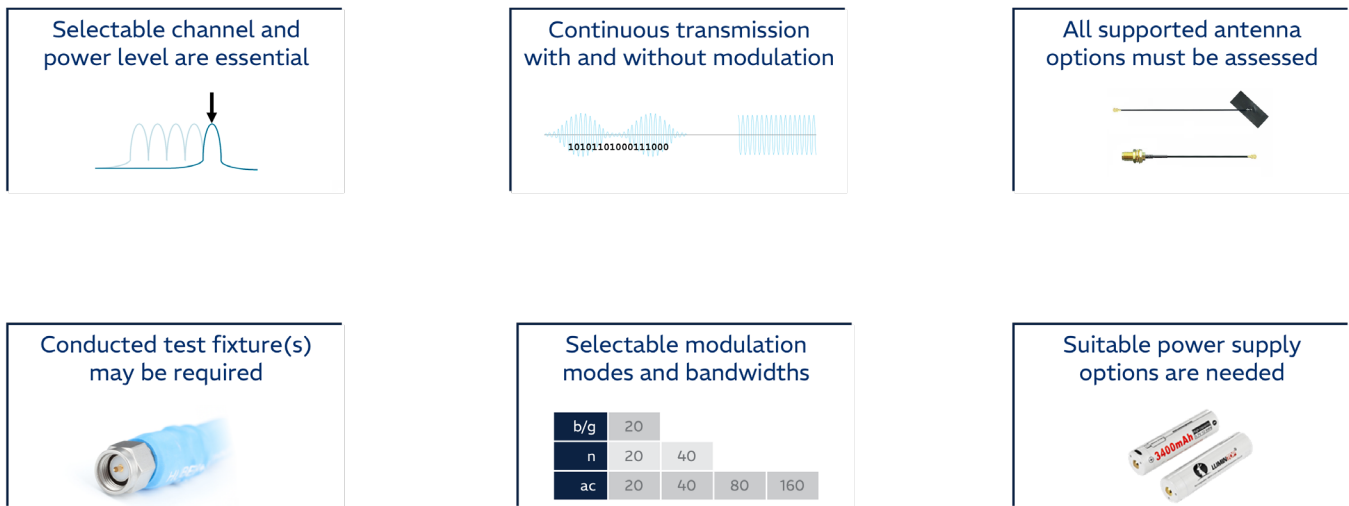 Selectable channel and
power level are essential
Continuous transmission
with and without modulation
10101101000111000
All supported antenna
options must be assessed
Conducted test fixture(s)
may be required
Selectable modulation
modes and bandwidths
b/g 20
n 20 40
ac 20 40 80 160
Suitable power supply
options are needed
3400mAh